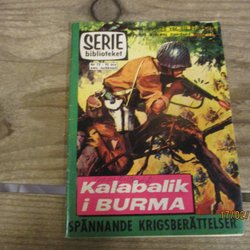 SERIE
biblioteket
Kalabalik
i BURMA
SPÄNNANDE KRIGSBERÄTTELSER